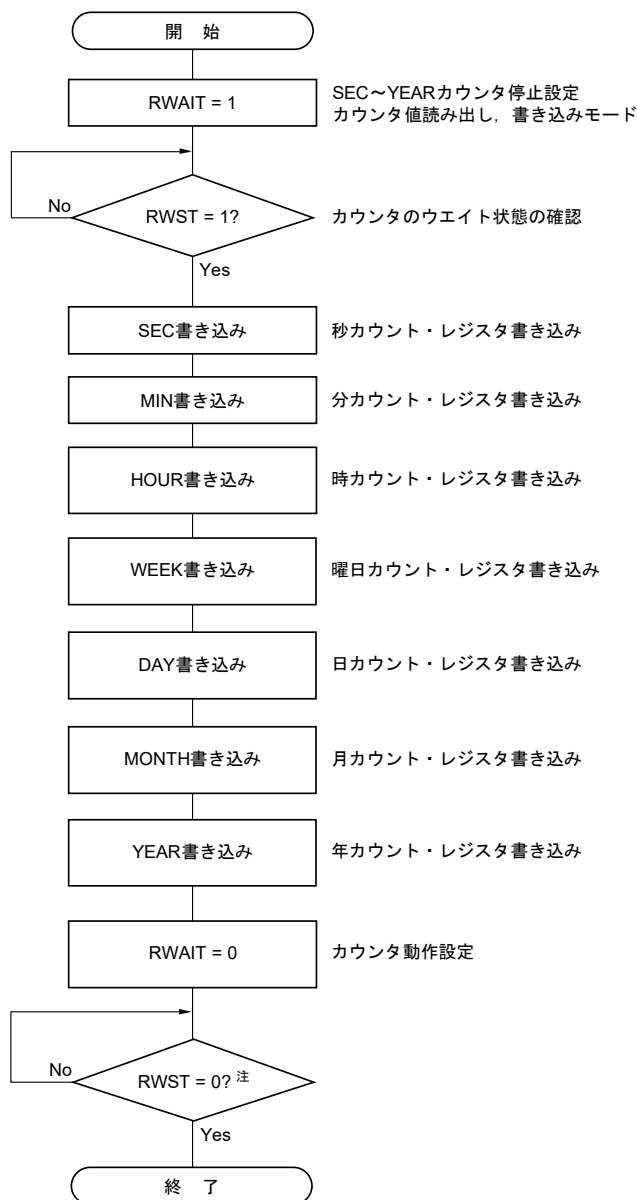 開 始
RWAIT = 1
SEC～YEARカウンタ停止設定
カウンタ値読み出し，書き込みモード
No
RWST = 1?
カウンタのウエイト状態の確認
Yes
SEC書き込み
秒カウント・レジスタ書き込み
MIN書き込み
分カウント・レジスタ書き込み
HOUR書き込み
時カウント・レジスタ書き込み
WEEK書き込み
曜日カウント・レジスタ書き込み
DAY書き込み
日カウント・レジスタ書き込み
MONTH書き込み
月カウント・レジスタ書き込み
YEAR書き込み
年カウント・レジスタ書き込み
RWAIT = 0
カウンタ動作設定
No
RWST = 0? 注
Yes
終 了